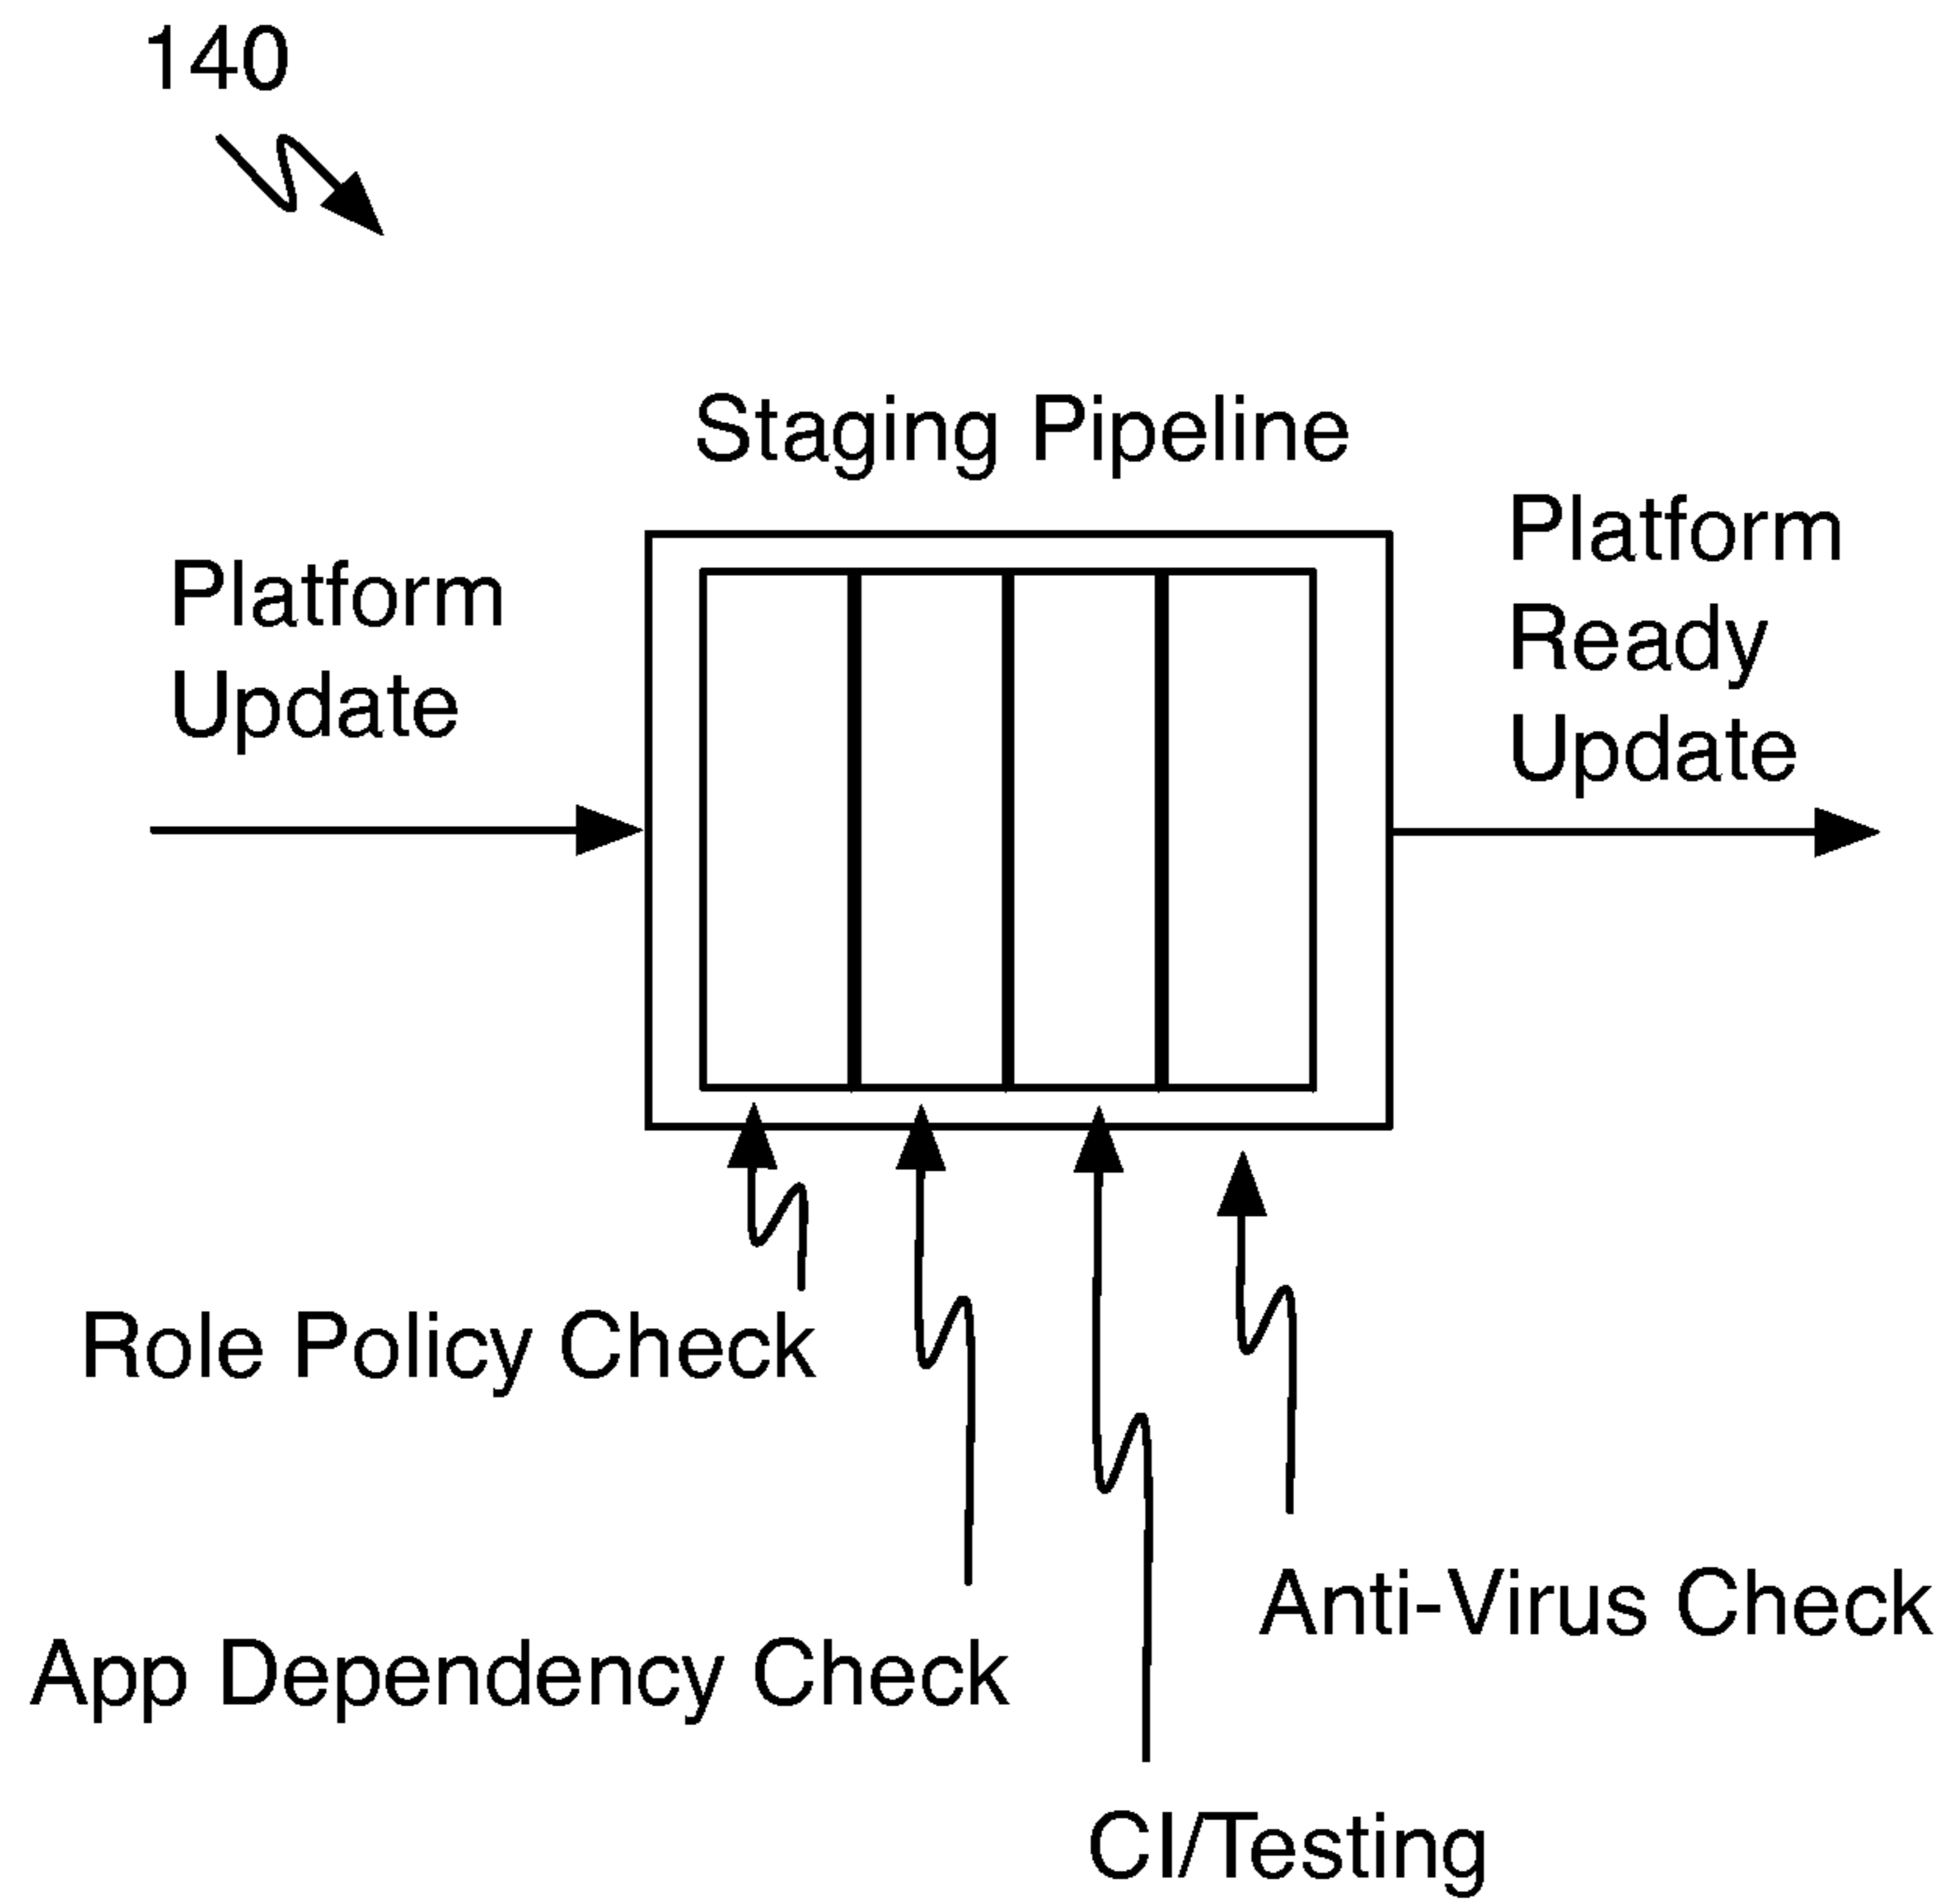 140
Staging Pipeline
Platform
Update
Platform
Ready
Update
Role Policy Check
App Dependency Check
Anti-Virus Check
CI/Testing